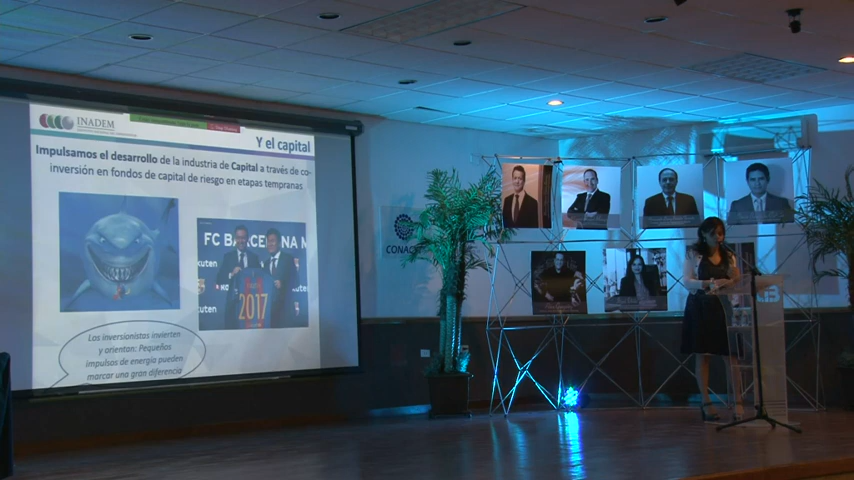 INADEM
Y el capital
Impulsamos el desarrollo de la industria de Capital a través de co-
inversión en fondos de capital de riesgo en etapas tempranas
FC BARCELONA M
Rakuten
2017
Los inversionistas invierten
y orientan: Pequeños
impulsos de energía pueden
marcar una gran diferencia
CONAC